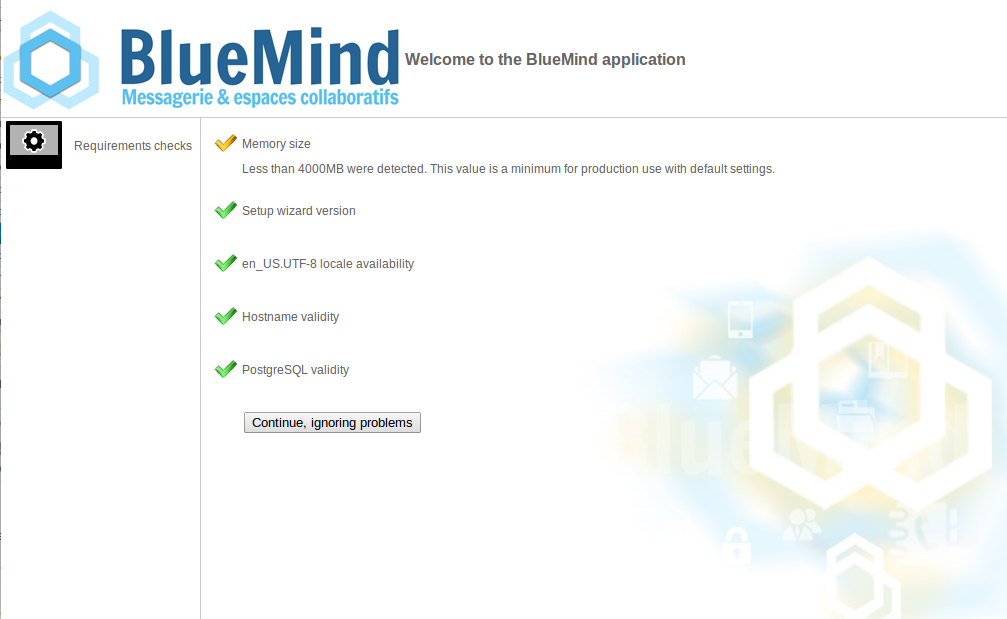 BlueMind
Messagerie & espaces collaboratifs
Welcome to the BlueMind application
Requirements checks
Memory size
Less than 4000MB were detected. This value is a minimum for production use with default settings.
Setup wizard version
en_US.UTF-8 locale availability
Hostname validity
PostgreSQL validity
Continue, ignoring problems
BlueMind